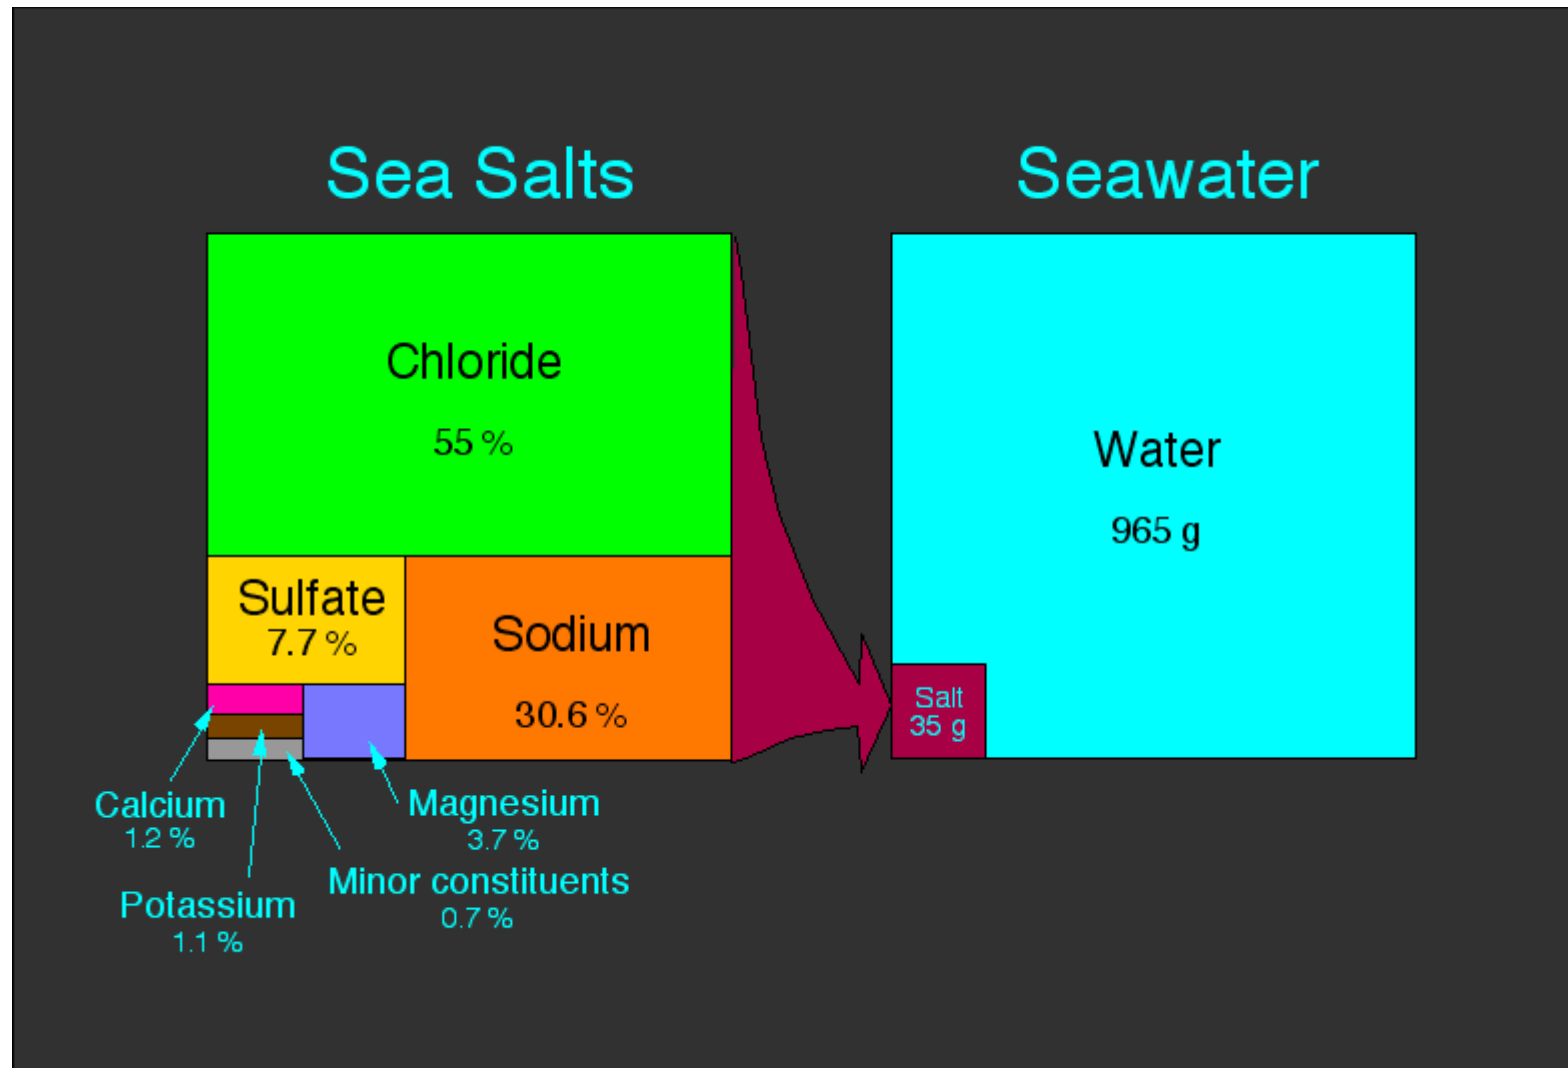 Sea Salts
Seawater
Chloride
55 %
Sulfate
7.7 %
Sodium
30.6 %
Water
965 g
Salt
35 g
Calcium
1.2 %
Magnesium
3.7 %
Potassium
1.1 %
Minor constituents
0.7 %